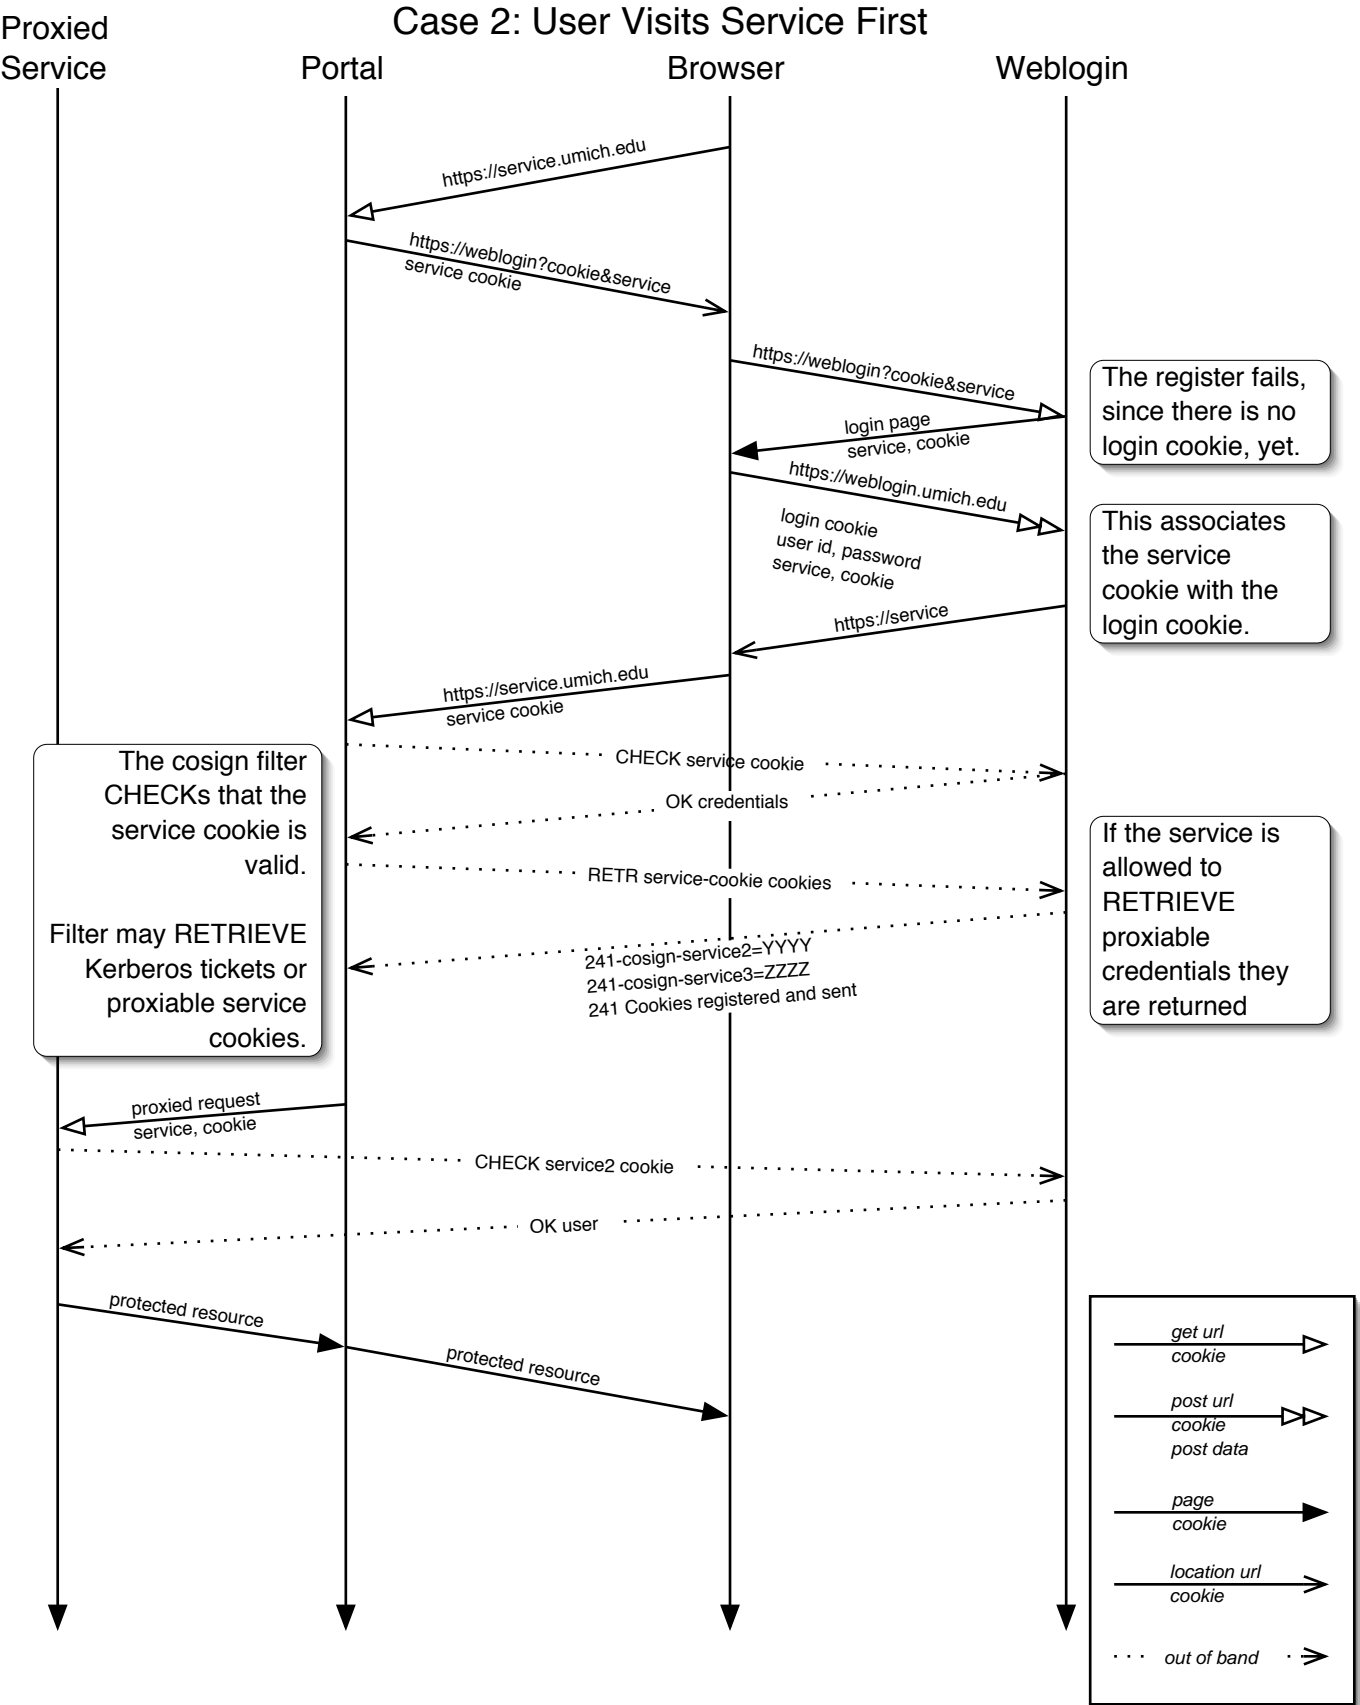 Case 2: User Visits Service First
Proxied
Service
Portal
Browser
Weblogin
https://service.umich.edu
https://weblogin?cookie&service
service cookie
https://weblogin?cookie&service
The register fails,
since there is no
login cookie, yet.
login page
service, cookie
https://weblogin.umich.edu
login cookie
user id, password
service, cookie
This associates
the service
cookie with the
login cookie.
https://service
https://service.umich.edu
service cookie
The cosign filter
CHECKs that the
service cookie is
valid.
Filter may RETRIEVE
Kerberos tickets or
proxiable service
cookies.
CHECK service cookie
OK credentials
RETR service-cookie cookies
If the service is
allowed to
RETRIEVE
proxiable
credentials they
are returned
241-cosign-service2=YYYY
241-cosign-service3=ZZZZ
241 Cookies registered and sent
proxied request
service, cookie
CHECK service2 cookie
OK user
protected resource
protected resource
get url
cookie
post url
cookie
post data
page
cookie
location url
cookie
out of band